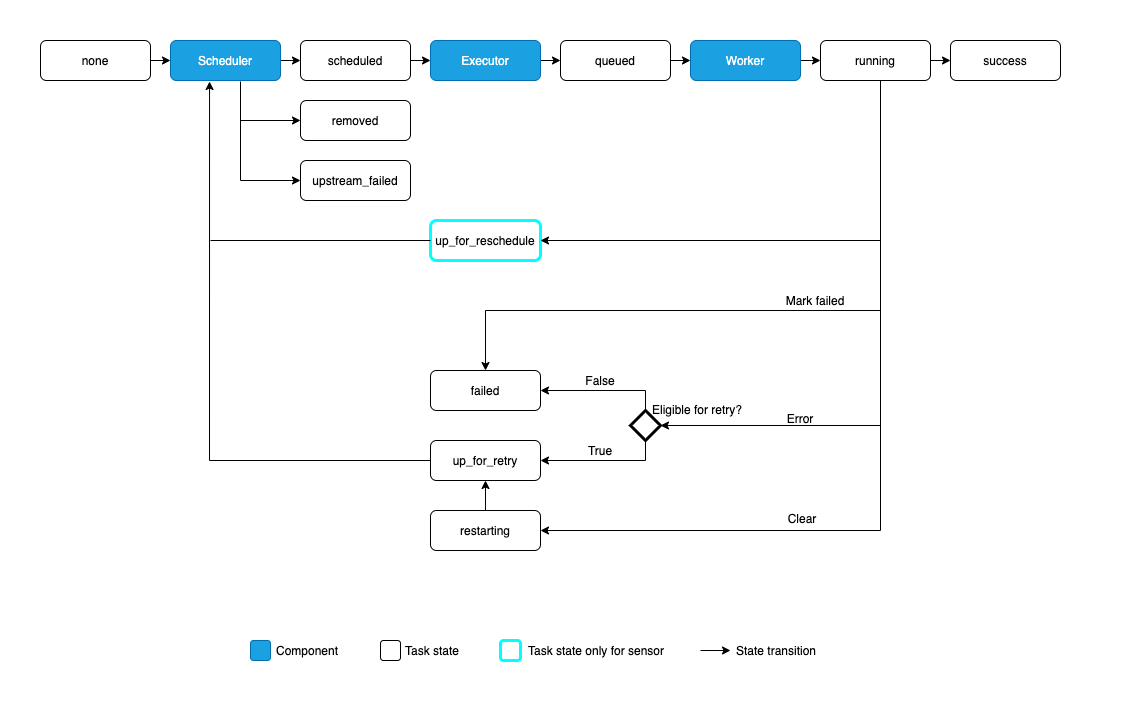 none
Scheduler
scheduled
Executor
queued
Worker
running
success
removed
upstream_failed
up_for_reschedule
Mark failed
failed
False
Eligible for retry?
Error
True
up_for_retry
Clear
restarting
Component
Task state
Task state only for sensor
State transition